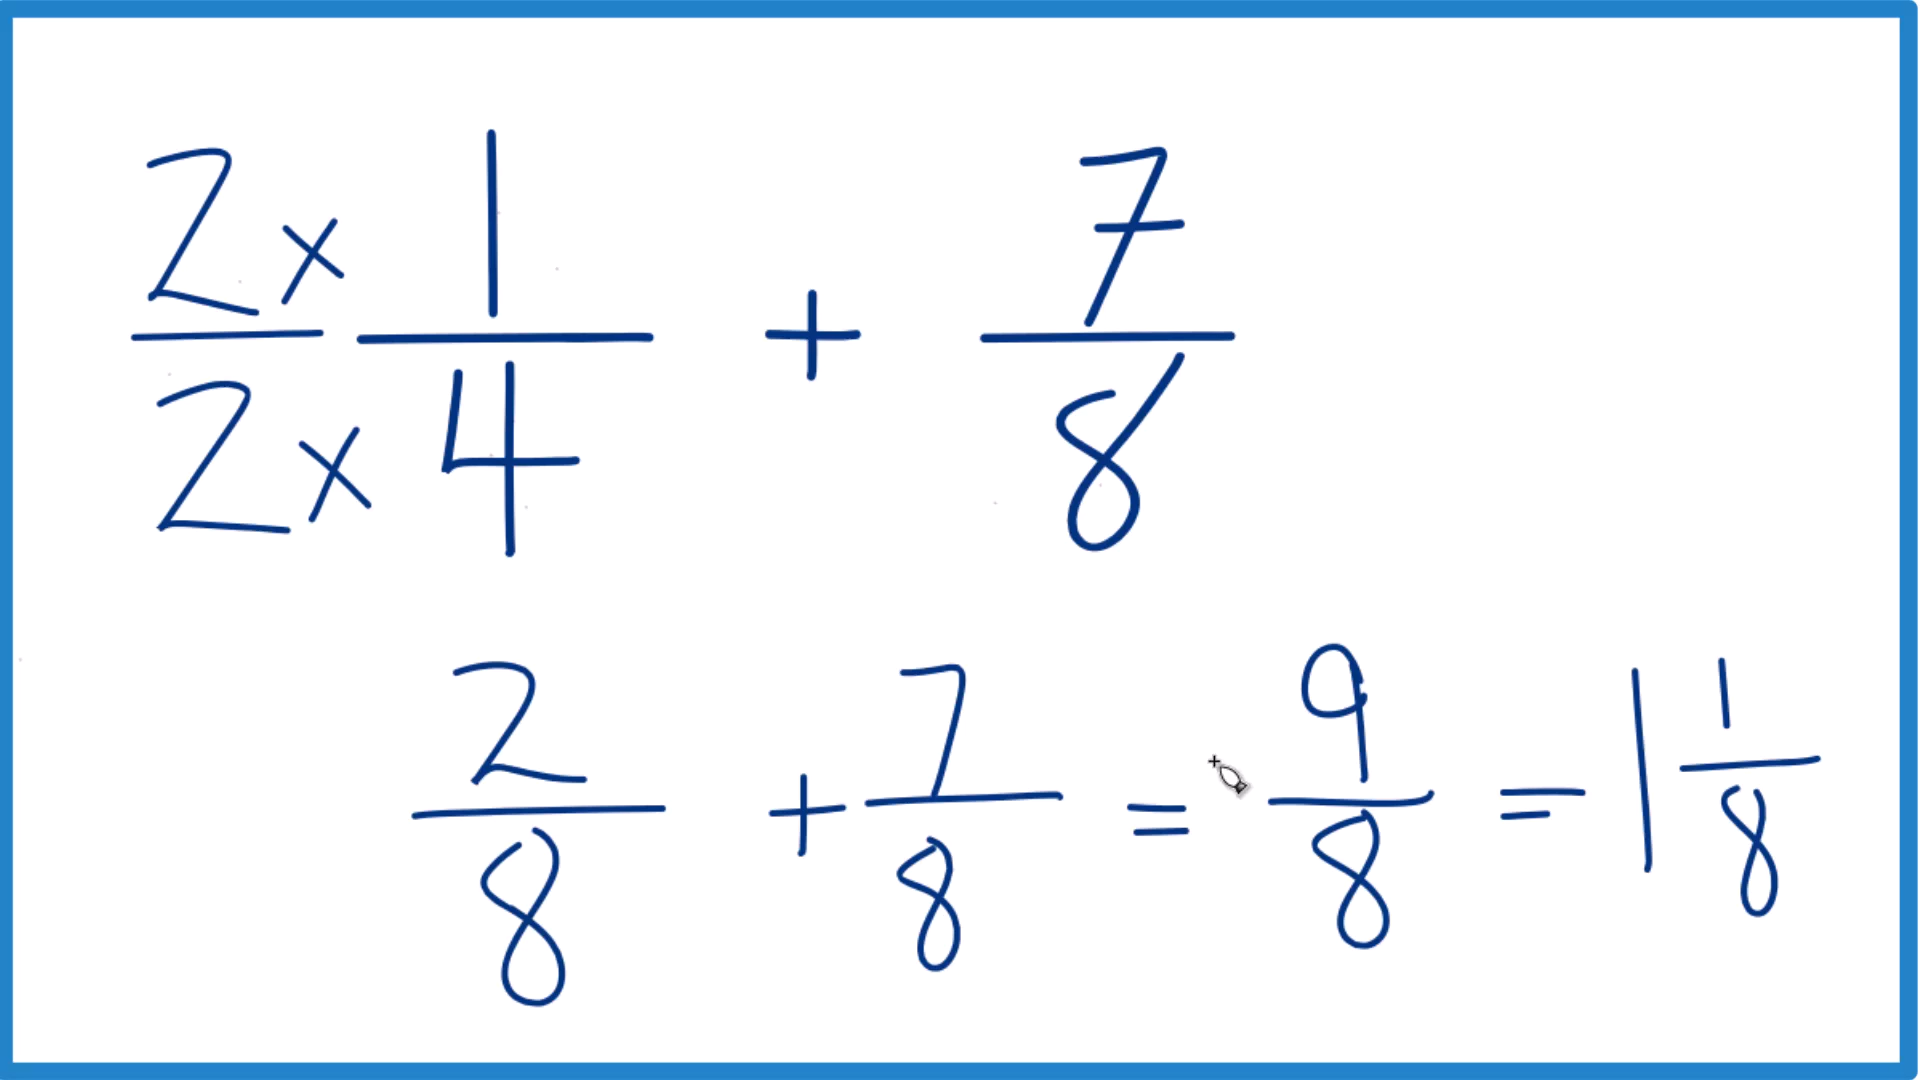 2× 1/2× 4 + 7/8
2/8 + 7/8 = 9/8 = 1 1/8